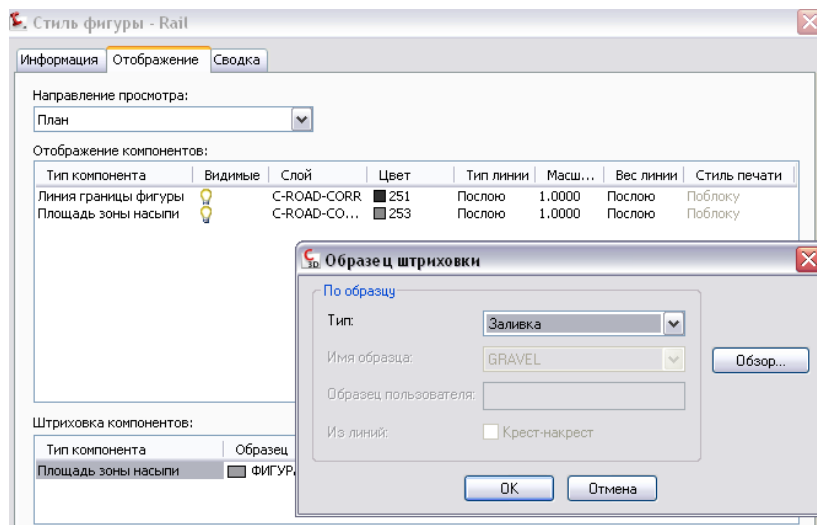 Стиль фигуры - Rail
Информация Отображение Сводка
Направление просмотра:
План
Отображение компонентов:
Тип компонента Видимые Слой Цвет Тип линии Масш... Вес линии Стиль печати
Линия границы фигуры C-ROAD-CORR 251 Послою 1.0000 Послою Поблоку
Площадь зоны насыпи C-ROAD-CO... 253 Послою 1.0000 Послою Поблоку
Образец штриховки
По образцу
Тип: Заливка
Имя образца: GRAVEL Обзор...
Образец пользователя:
Из линий: Крест-накрест
OK Отмена
Штриховка компонентов:
Тип компонента Образец
Площадь зоны насыпи